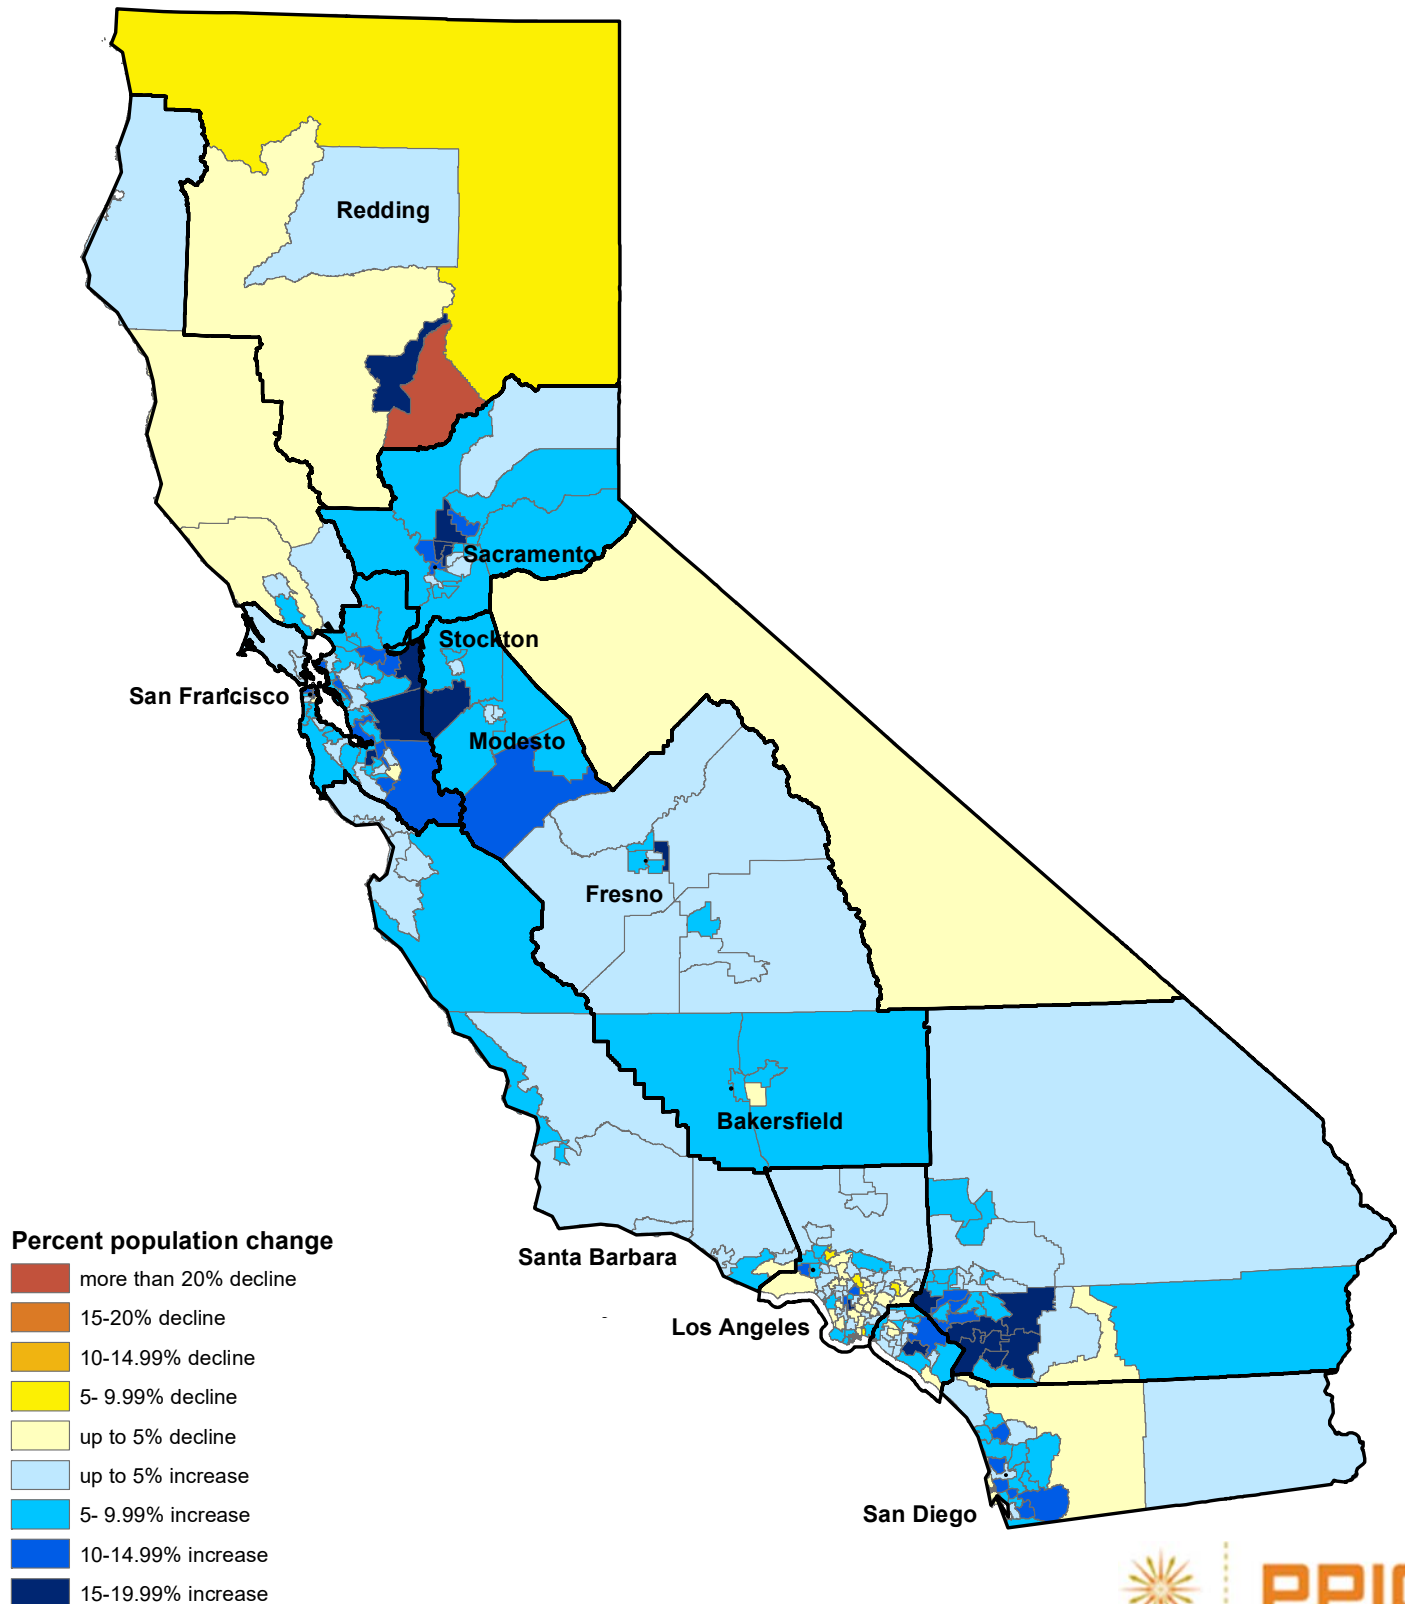 Redding
Sacramento
Stockton
San Francisco
Modesto
Fresno
Bakersfield
Santa Barbara
Los Angeles
San Diego
Percent population change
more than 20% decline
15-20% decline
10-14.99% decline
5- 9.99% decline
up to 5% decline
up to 5% increase
5- 9.99% increase
10-14.99% increase
15-19.99% increase